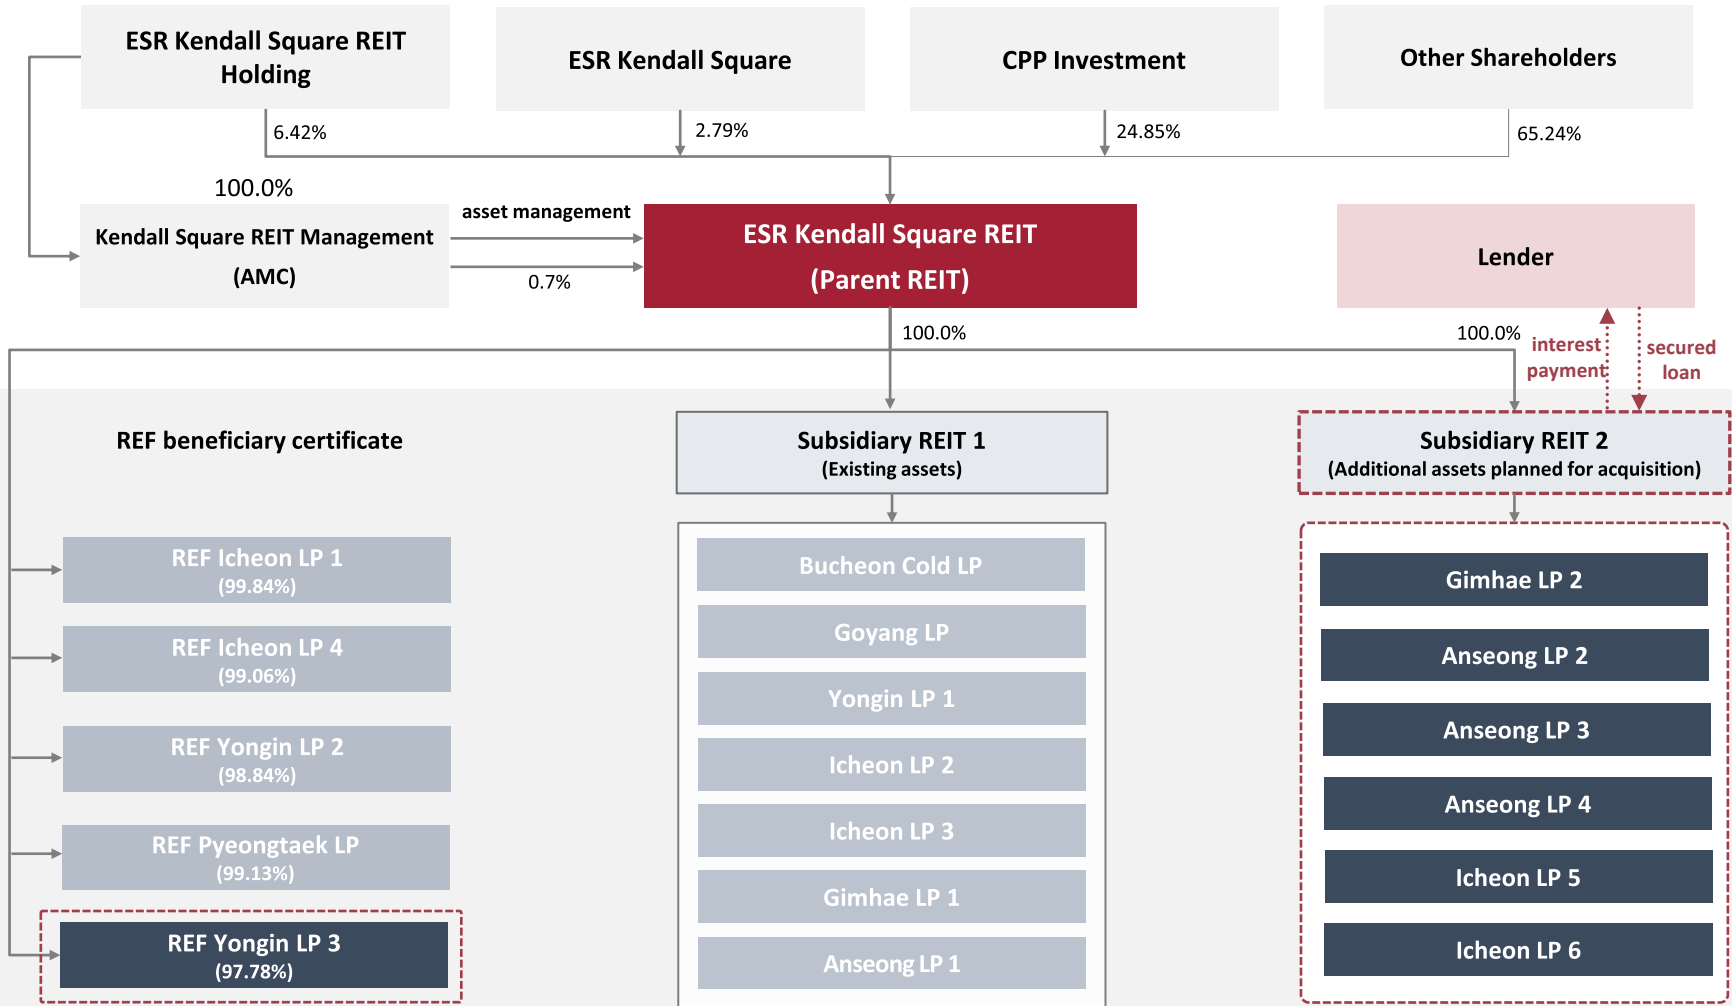 ESR Kendall Square REIT
Holding
ESR Kendall Square
CPP Investment
Other Shareholders
6.42%
2.79%
24.85%
65.24%
100.0%
Kendall Square REIT Management
(AMC)
asset management
0.7%
ESR Kendall Square REIT
(Parent REIT)
Lender
100.0%
100.0%
interest
payment
secured
loan
REF beneficiary certificate
Subsidiary REIT 1
(Existing assets)
Subsidiary REIT 2
(Additional assets planned for acquisition)
REF Icheon LP 1
(99.84%)
REF Icheon LP 4
(99.06%)
REF Yongin LP 2
(98.84%)
REF Pyeongtaek LP
(99.13%)
REF Yongin LP 3
(97.78%)
Bucheon Cold LP
Goyang LP
Yongin LP 1
Icheon LP 2
Icheon LP 3
Gimhae LP 1
Anseong LP 1
Gimhae LP 2
Anseong LP 2
Anseong LP 3
Anseong LP 4
Icheon LP 5
Icheon LP 6